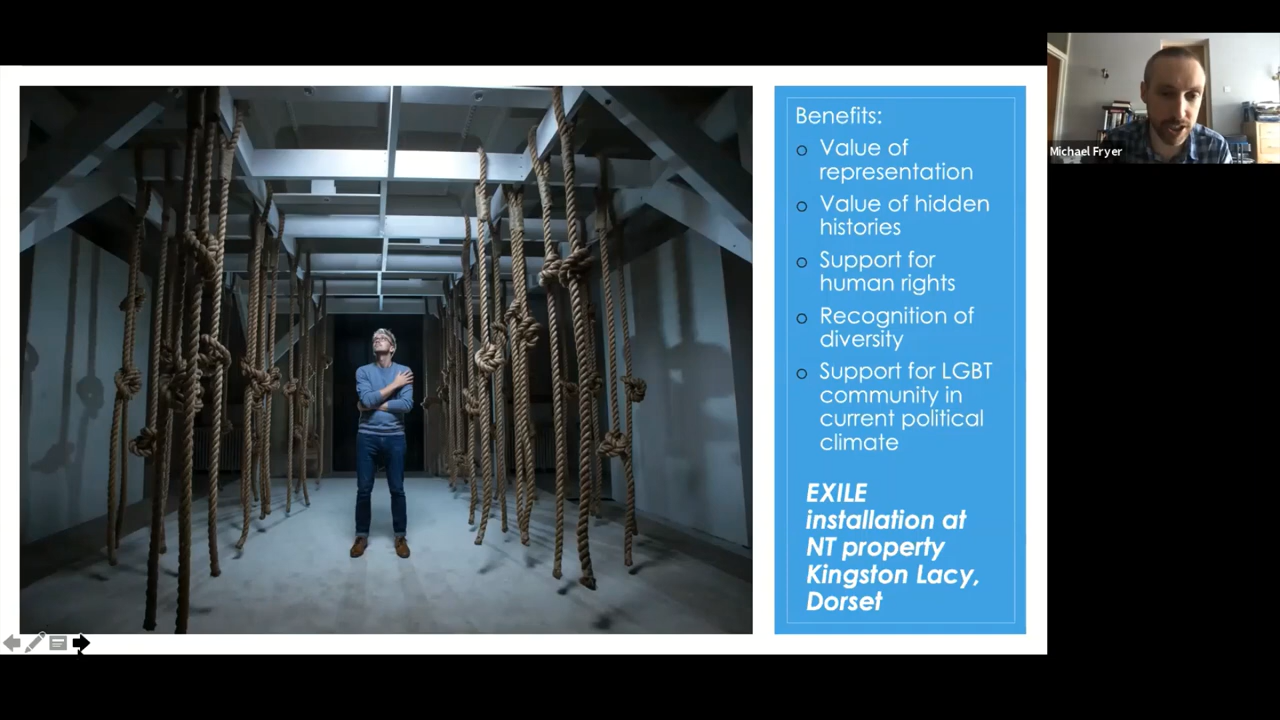 Benefits:
Value of
representation
Value of hidden
histories
Support for
human rights
Recognition of
diversity
Support for LGBT
community in
current political
climate
EXILE
installation at
NT property
Kingston Lacy,
Dorset
Michael Fryer